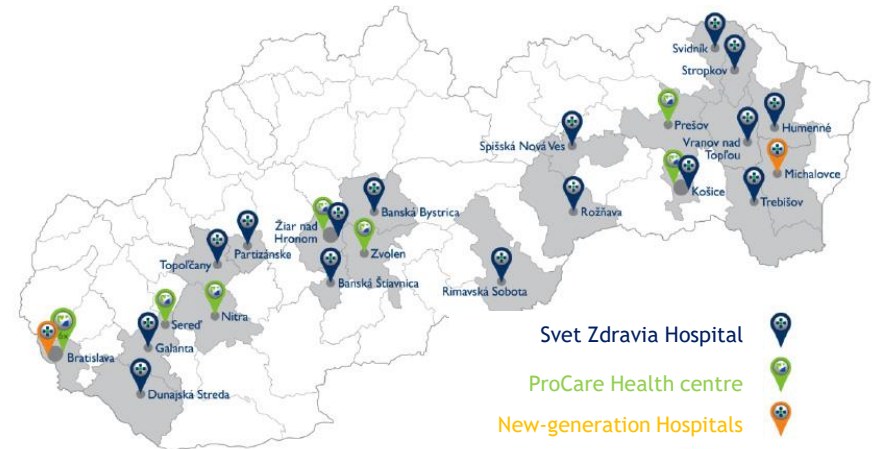 Svidník
Stropkov
Prešov
Humenné
Vranov nad
Topľou
Spišská Nová Ves
Michalovce
Košice
Trebišov
Rožňava
Banská Bystrica
Žiar nad
Hronom
Partizánske
Topoľčany
Zvolen
Banská Štiavnica
Rimavská Sobota
Nitra
Sereď
Galanta
Bratislava
Dunajská Streda
Svet Zdravia Hospital
ProCare Health centre
New-generation Hospitals